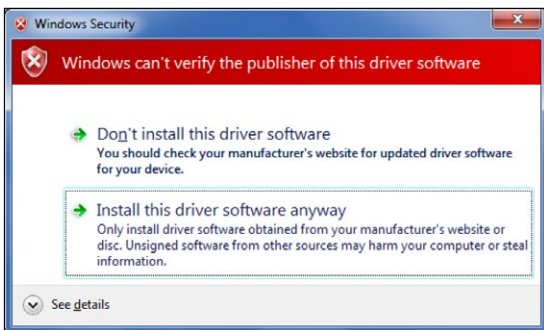 Windows Security
Windows can't verify the publisher of this driver software
Don't install this driver software
You should check your manufacturer's website for updated driver software
for your device.
Install this driver software anyway
Only install driver software obtained from your manufacturer's website or
disc. Unsigned software from other sources may harm your computer or steal
information.
See details